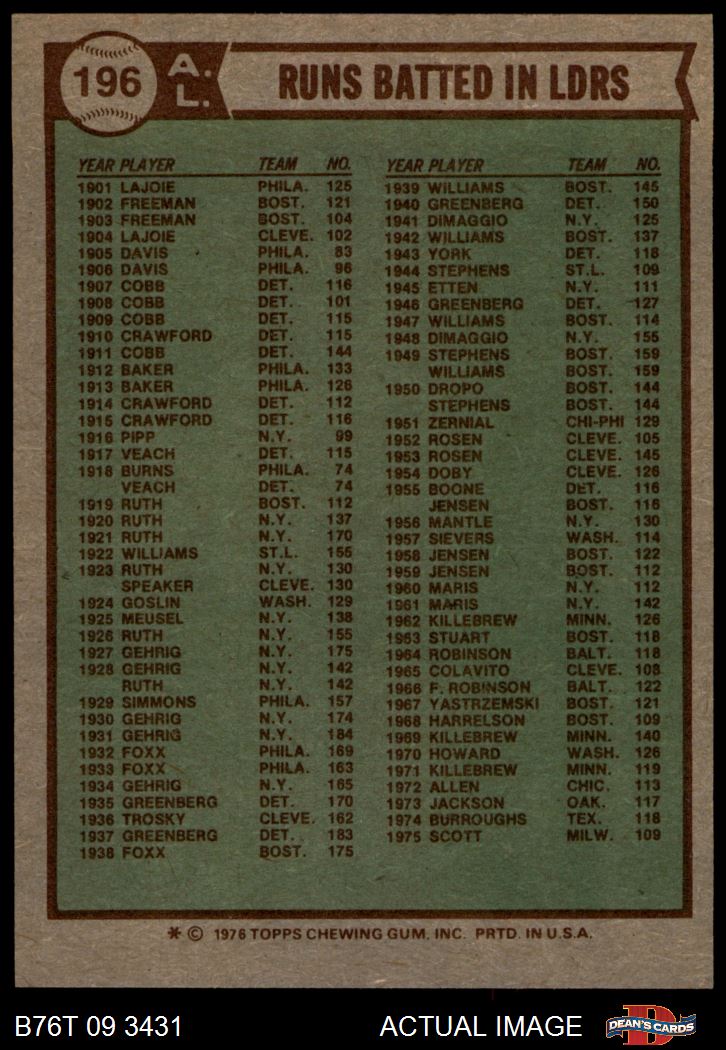 196 A. L. RUNS BATTED IN LDRS
YEAR PLAYER TEAM NO.
1901 LAJOIE PHILA. 125
1902 FREEMAN BOST. 121
1903 FREEMAN BOST. 104
1904 LAJOIE CLEVE. 102
1905 DAVIS PHILA. 83
1906 DAVIS PHILA. 96
1907 COBB DET. 116
1908 COBB DET. 101
1909 COBB DET. 115
1910 CRAWFORD DET. 115
1911 COBB DET. 144
1912 BAKER PHILA. 133
1913 BAKER PHILA. 126
1914 CRAWFORD DET. 112
1915 CRAWFORD DET. 116
1916 PIPP N.Y. 99
1917 VEACH DET. 115
1918 BURNS PHILA. 74
VEACH DET. 74
1919 RUTH BOST. 112
1920 RUTH N.Y. 137
1921 RUTH N.Y. 170
1922 WILLIAMS ST.L. 155
1923 RUTH N.Y. 130
SPEAKER CLEVE. 130
1924 GOSLIN WASH. 129
1925 MEUSEL N.Y. 138
1926 RUTH N.Y. 155
1927 GEHRIG N.Y. 175
1928 GEHRIG N.Y. 142
RUTH N.Y. 142
1929 SIMMONS PHILA. 157
1930 GEHRIG N.Y. 174
1931 GEHRIG N.Y. 184
1932 FOXX PHILA. 169
1933 FOXX PHILA. 163
1934 GEHRIG N.Y. 165
1935 GREENBERG DET. 170
1936 TROSKY CLEVE. 162
1937 GREENBERG DET. 183
1938 FOXX BOST. 175
YEAR PLAYER TEAM NO.
1939 WILLIAMS BOST. 145
1940 GREENBERG DET. 150
1941 DIMAGGIO N.Y. 125
1942 WILLIAMS BOST. 137
1943 YORK DET. 118
1944 STEPHENS ST.L. 109
1945 ETTEN N.Y. 111
1946 GREENBERG DET. 127
1947 WILLIAMS BOST. 114
1948 DIMAGGIO N.Y. 155
1949 STEPHENS BOST. 159
WILLIAMS BOST. 159
1950 DROPO BOST. 144
STEPHENS BOST. 144
1951 ZERNIAL CHI-PHI 129
1952 ROSEN CLEVE. 105
1953 ROSEN CLEVE. 145
1954 DOBY CLEVE. 126
1955 BOONE DET. 116
JENSEN BOST. 116
1956 MANTLE N.Y. 130
1957 SIEVERS WASH. 114
1958 JENSEN BOST. 122
1959 JENSEN BOST. 112
1960 MARIS N.Y. 112
1961 MARIS N.Y. 142
1962 KILLEBREW MINN. 126
1963 STUART BOST. 118
1964 ROBINSON BALT. 118
1965 COLAVITO CLEVE. 108
1966 F. ROBINSON BALT. 122
1967 YASTRZEMSKI BOST. 121
1968 HARRELSON BOST. 109
1969 KILLEBREW MINN. 140
1970 HOWARD WASH. 126
1971 KILLEBREW MINN. 119
1972 ALLEN CHIC. 113
1973 JACKSON OAK. 117
1974 BURROUGHS TEX. 118
1975 SCOTT MILW. 109
* © 1976 TOPPS CHEWING GUM, INC. PRTD. IN U.S.A.
B76T 09 3431 ACTUAL IMAGE D DEAN'S CARDS